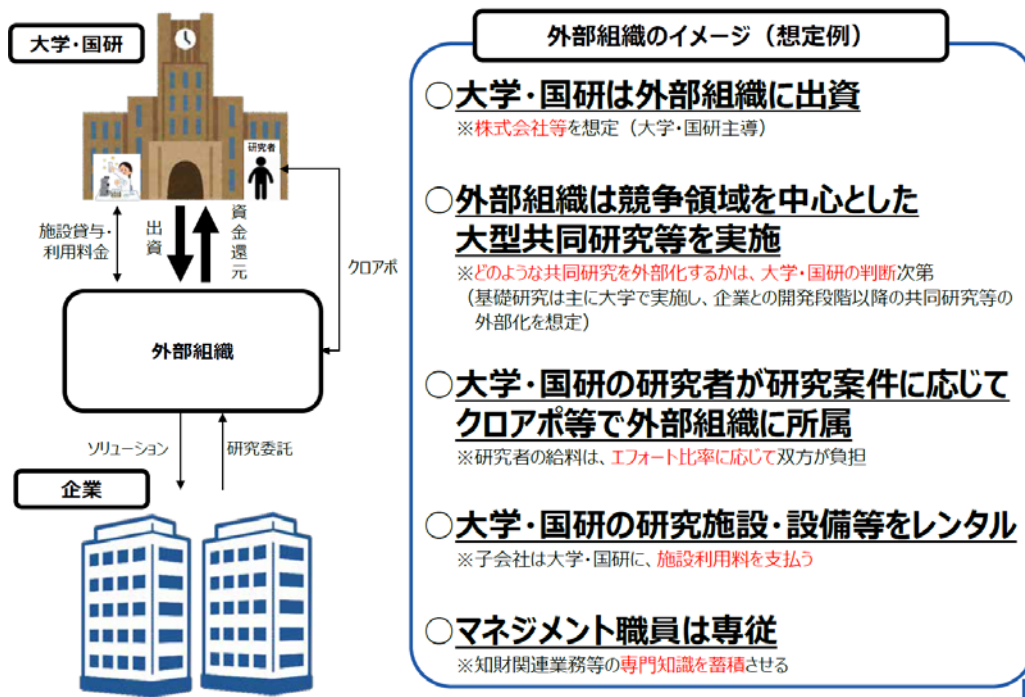 大学・国研
研究者
施設貸与・
利用料金
出資
資金還元
クロアポ
外部組織
ソリューション
研究委託
企業
外部組織のイメージ（想定例）
○大学・国研は外部組織に出資
※株式会社等を想定（大学・国研主導）
○外部組織は競争領域を中心とした
大型共同研究等を実施
※どのような共同研究を外部化するかは、大学・国研の判断次第
（基礎研究は主に大学で実施し、企業との開発段階以降の共同研究等の
外部化を想定）
○大学・国研の研究者が研究案件に応じて
クロアポ等で外部組織に所属
※研究者の給料は、エフォート比率に応じて双方が負担
○大学・国研の研究施設・設備等をレンタル
※子会社は大学・国研に、施設利用料を支払う
○マネジメント職員は専従
※知財関連業務等の専門知識を蓄積させる